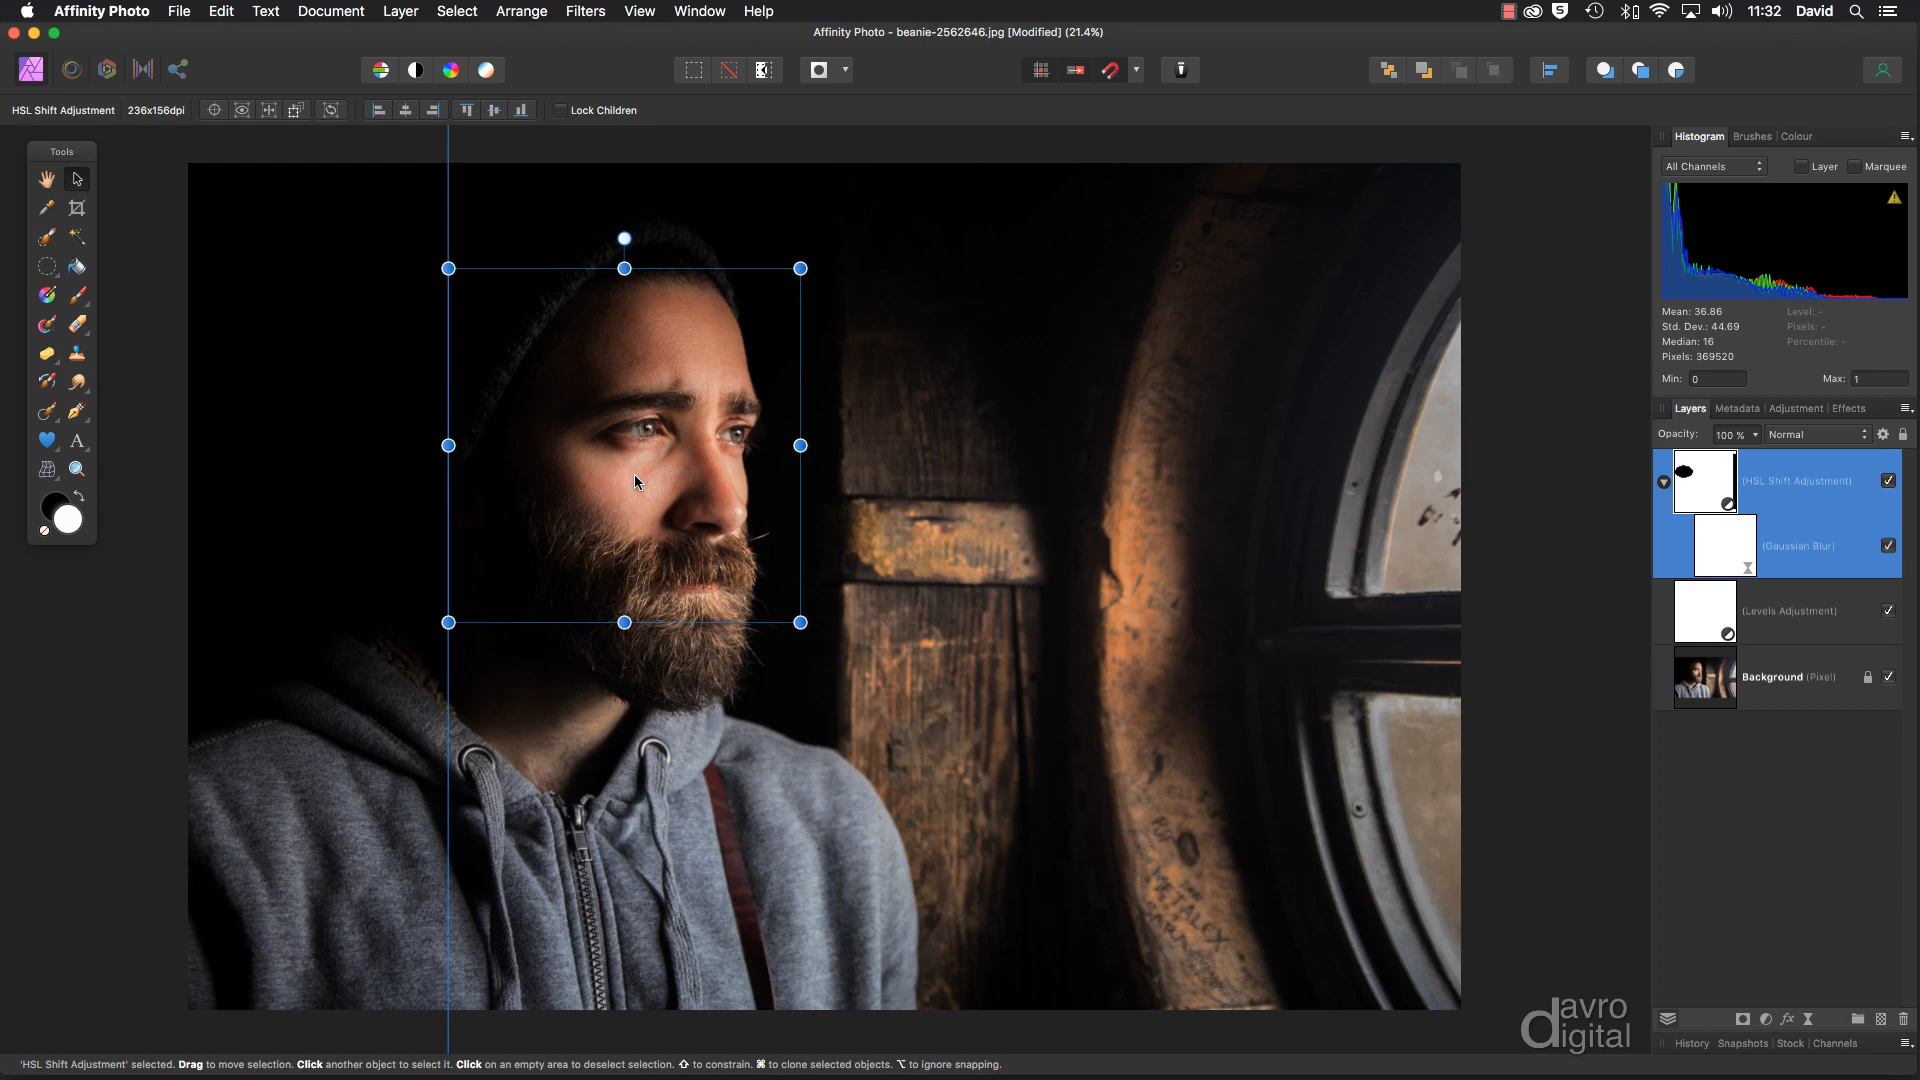 Affinity Photo File Edit Text Document Layer Select Arrange Filters View Window Help
11:32 David
Affinity Photo - beanie-2562646.jpg [Modified] (21.4%)
HSL Shift Adjustment 236x156dpi Lock Children
Tools
Histogram Brushes Colour
All Channels Layer Marquee
Mean: 36.86 Level: -
Std. Dev.: 44.69 Pixels: -
Median: 16 Percentile: -
Pixels: 369520
Min: 0 Max: 1
Layers Metadata Adjustment Effects
Opacity: 100 % Normal
(HSL Shift Adjustment)
(Gaussian Blur)
(Levels Adjustment)
Background (Pixel)
METALEX
davro
digital
History Snapshots Stock Channels
'HSL Shift Adjustment' selected. Drag to move selection. Click another object to select it. Click on an empty area to deselect selection. ⇧ to constrain. ⌘ to clone selected objects. ⌥ to ignore snapping.